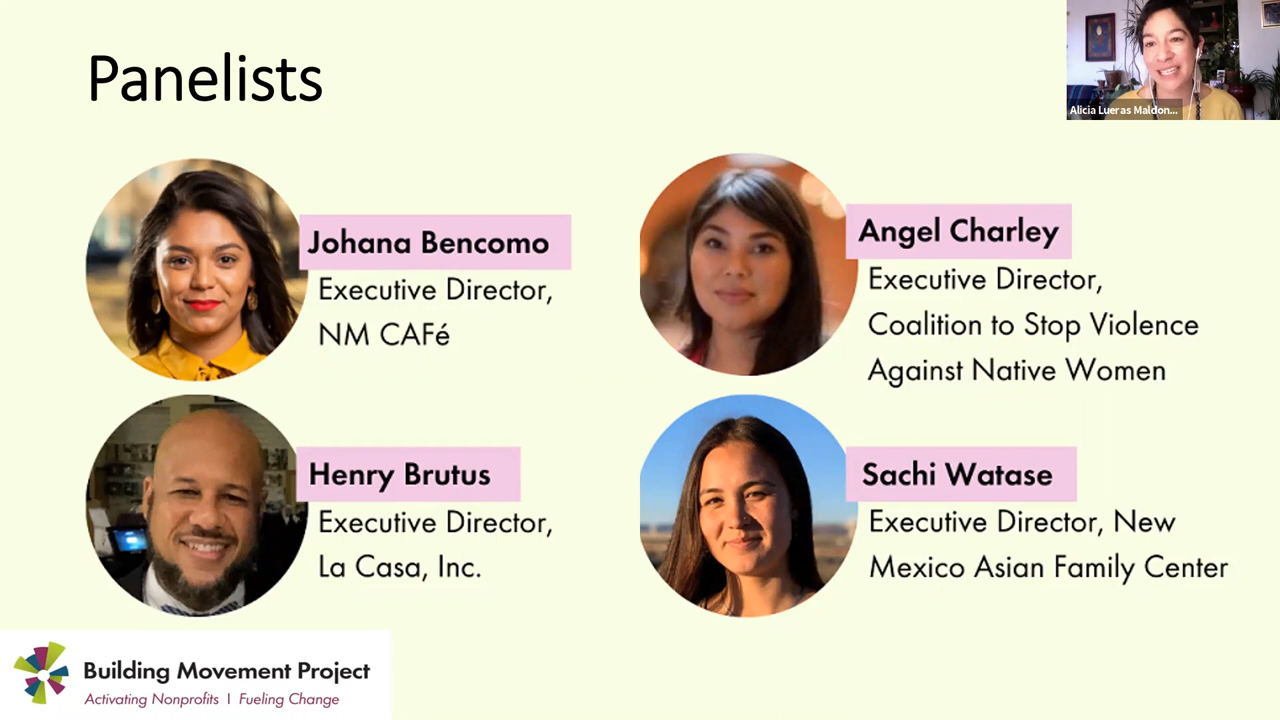 Panelists
Alicia Lueras Maldon...
Johana Bencomo
Executive Director,
NM CAFé
Angel Charley
Executive Director,
Coalition to Stop Violence
Against Native Women
Henry Brutus
Executive Director,
La Casa, Inc.
Sachi Watase
Executive Director, New
Mexico Asian Family Center
Building Movement Project
Activating Nonprofits | Fueling Change